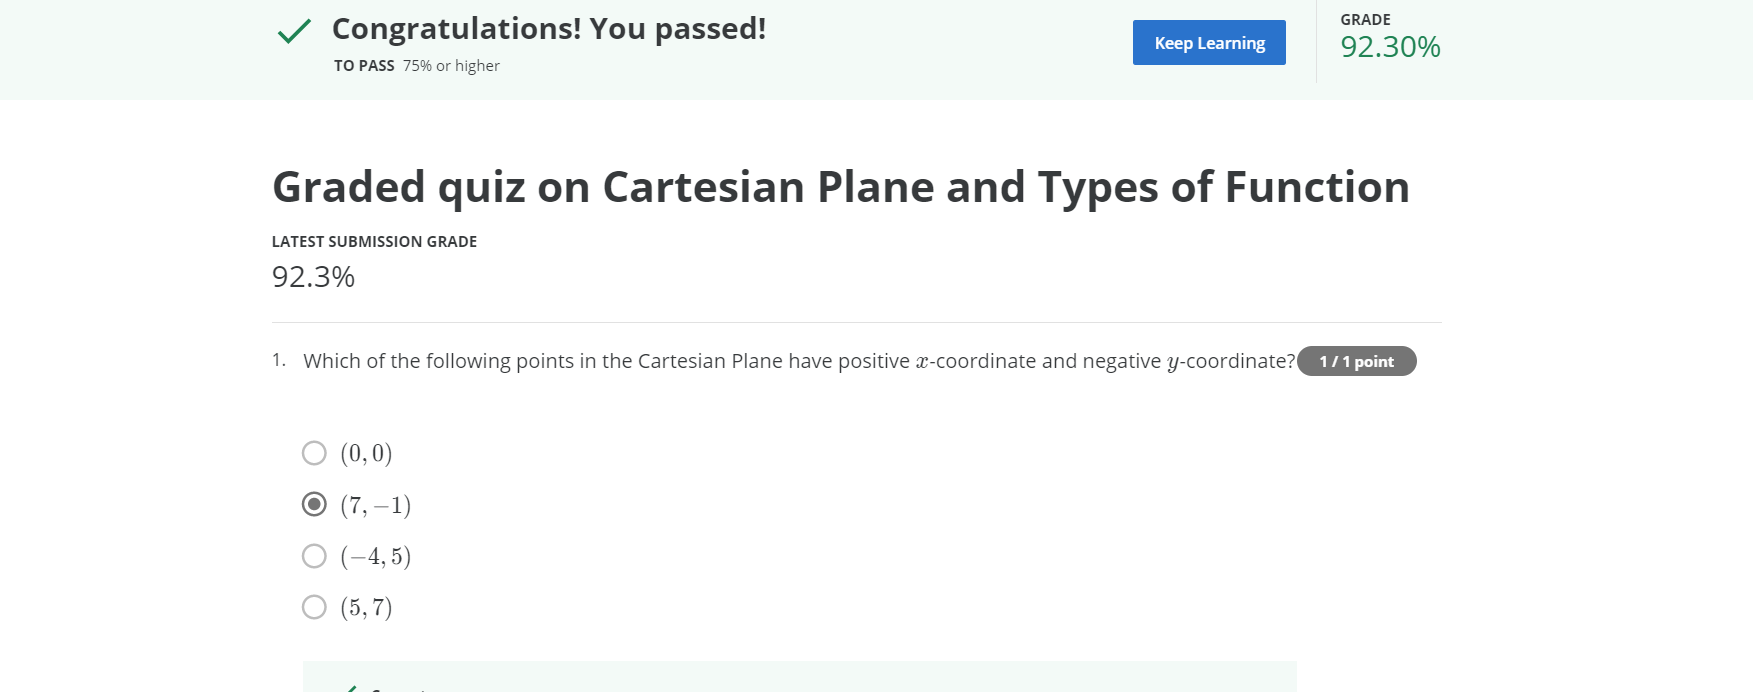 Congratulations! You passed!
TO PASS 75% or higher
Keep Learning
GRADE
92.30%
Graded quiz on Cartesian Plane and Types of Function
LATEST SUBMISSION GRADE
92.3%
1. Which of the following points in the Cartesian Plane have positive x-coordinate and negative y-coordinate? 1 / 1 point
(0, 0)
(7, −1)
(−4, 5)
(5, 7)